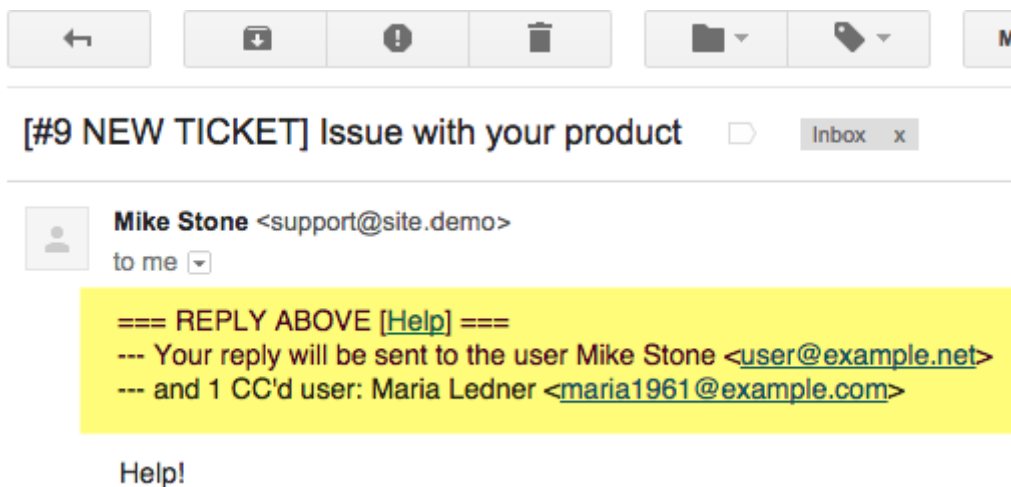 [#9 NEW TICKET] Issue with your product
Inbox x
Mike Stone <support@site.demo>
to me
=== REPLY ABOVE [Help] ===
--- Your reply will be sent to the user Mike Stone <user@example.net>
--- and 1 CC'd user: Maria Ledner <maria1961@example.com>
Help!